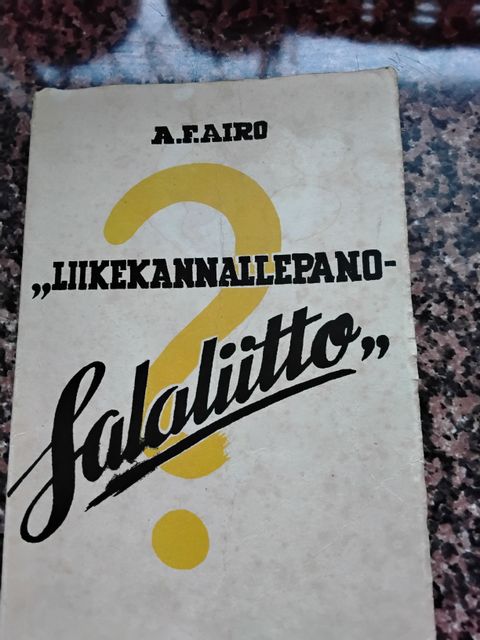 A.F.AIRO
„LIIKEKANNALLEPANO-
Salaliitto”
?